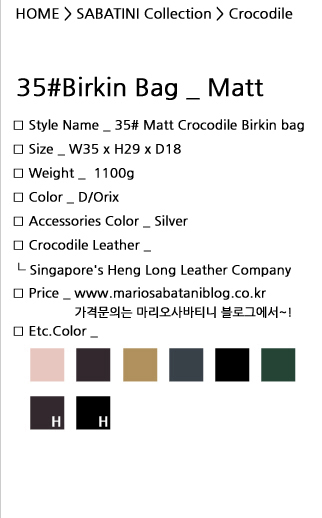 HOME > SABATINI Collection > Crocodile
35#Birkin Bag _ Matt
□ Style Name _ 35# Matt Crocodile Birkin bag
□ Size _ W35 x H29 x D18
□ Weight _ 1100g
□ Color _ D/Orix
□ Accessories Color _ Silver
□ Crocodile Leather _
└ Singapore's Heng Long Leather Company
□ Price _ www.mariosabataniblog.co.kr
가격문의는 마리오사바티니 블로그에서~!
□ Etc.Color _
H H